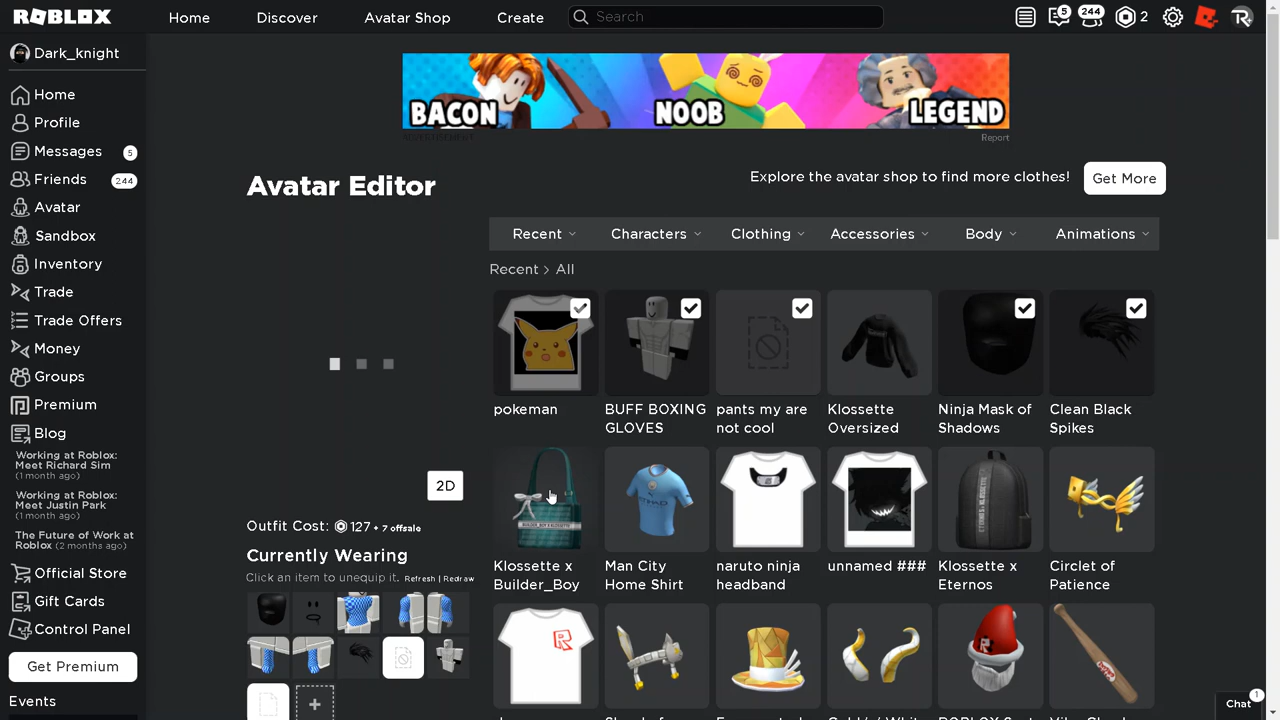 ROBLOX
Home
Discover
Avatar Shop
Create
Search
5
244
2
Dark_knight
Home
Profile
Messages
5
Friends
244
Avatar
Sandbox
Inventory
Trade
Trade Offers
Money
Groups
Premium
Blog
Working at Roblox:
Meet Richard Sim
(1 month ago)
Working at Roblox:
Meet Justin Park
(1 month ago)
The Future of Work at
Roblox (2 months ago)
Official Store
Gift Cards
Control Panel
Get Premium
Events
BACON
NOOB
LEGEND
ADVERTISEMENT
Report
Avatar Editor
Explore the avatar shop to find more clothes!
Get More
2D
Outfit Cost: 127 + 7 offsale
Currently Wearing
Click an item to unequip it. Refresh | Redraw
Recent
Characters
Clothing
Accessories
Body
Animations
Recent > All
pokeman
BUFF BOXING
GLOVES
pants my are
not cool
Klossette
Oversized
Ninja Mask of
Shadows
Clean Black
Spikes
Klossette x
Builder_Boy
Man City
Home Shirt
naruto ninja
headband
unnamed ###
Klossette x
Eternos
Circlet of
Patience
Chat
1